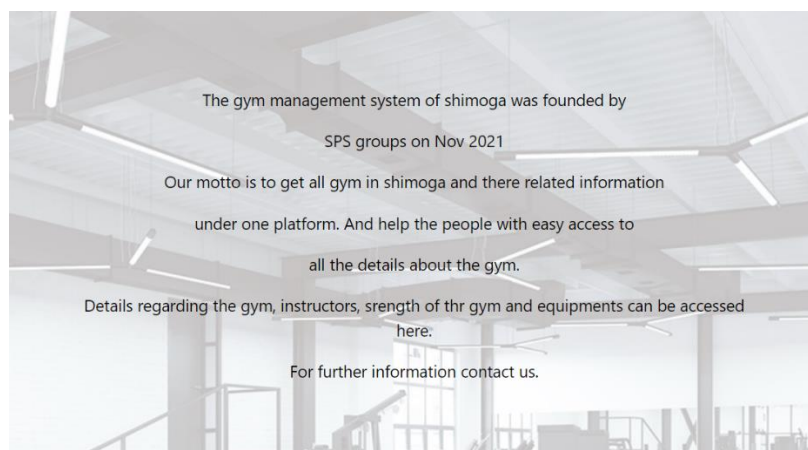 The gym management system of shimoga was founded by
SPS groups on Nov 2021
Our motto is to get all gym in shimoga and there related information
under one platform. And help the people with easy access to
all the details about the gym.
Details regarding the gym, instructors, srength of thr gym and equipments can be accessed
here.
For further information contact us.